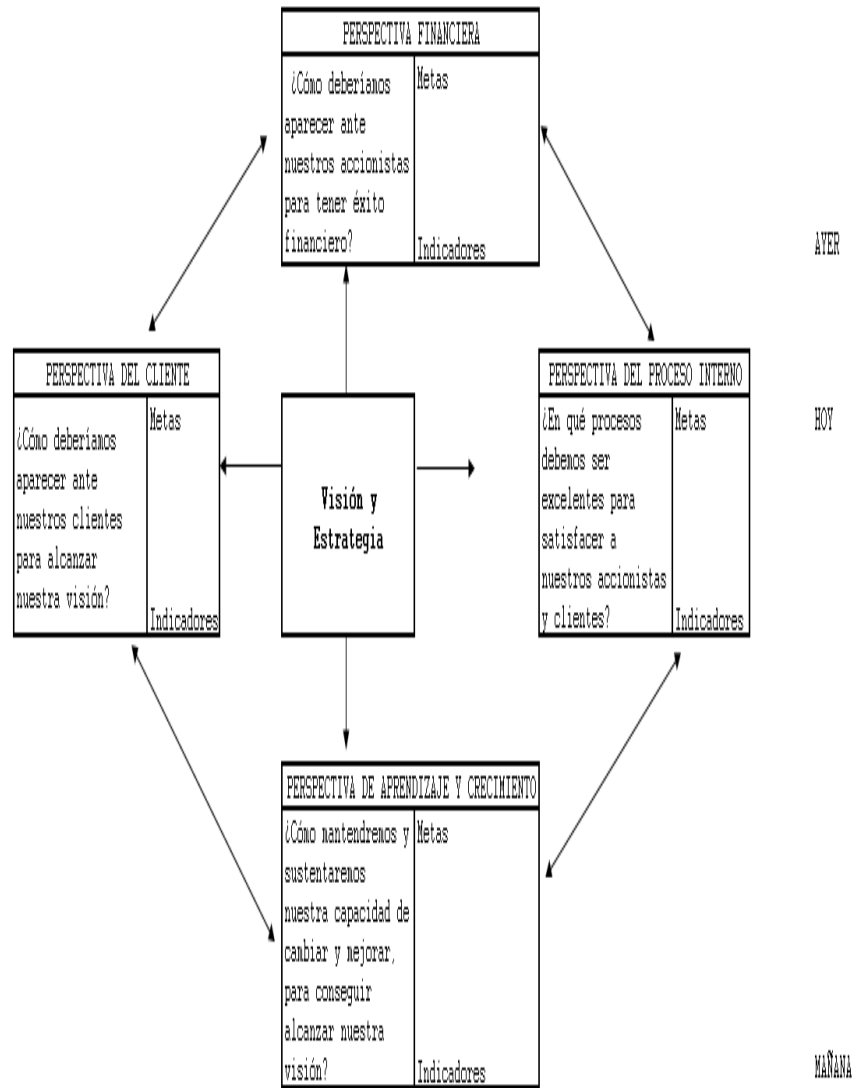 PERSPECTIVA FINANCIERA
¿Cómo deberíamos
aparecer ante
nuestros accionistas
para tener éxito
financiero?
Metas
Indicadores
AYER
PERSPECTIVA DEL CLIENTE
¿Cómo deberíamos
aparecer ante
nuestros clientes
para alcanzar
nuestra visión?
Metas
Indicadores
Visión y
Estrategia
PERSPECTIVA DEL PROCESO INTERNO
¿En qué procesos
debemos ser
excelentes para
satisfacer a
nuestros accionistas
y clientes?
Metas
Indicadores
HOY
PERSPECTIVA DE APRENDIZAJE Y CRECIMIENTO
¿Cómo mantendremos y
sustentaremos
nuestra capacidad de
cambiar y mejorar,
para conseguir
alcanzar nuestra
visión?
Metas
Indicadores
MAÑANA